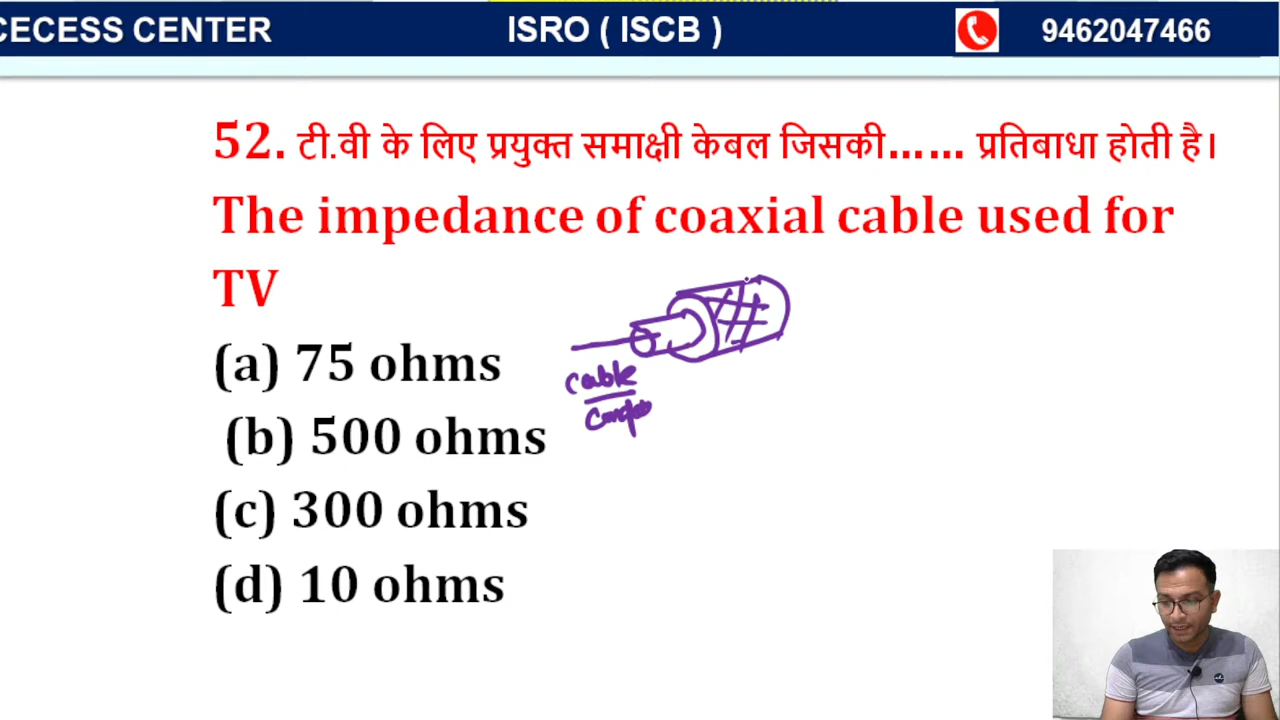 CECESS CENTER
ISRO ( ISCB )
9462047466
52. टी.वी के लिए प्रयुक्त समाक्षी केबल जिसकी...... प्रतिबाधा होती है।
The impedance of coaxial cable used for
TV
(a) 75 ohms
cable
(b) 500 ohms
(c) 300 ohms
(d) 10 ohms